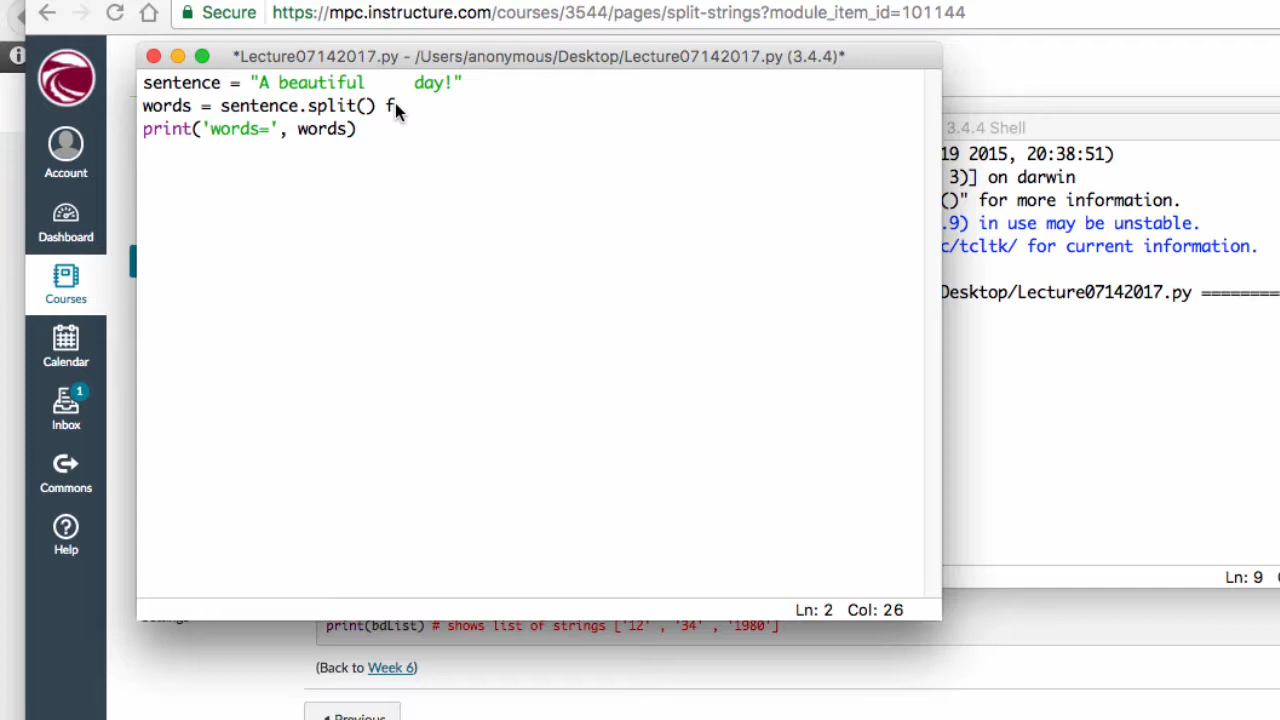 Secure https://mpc.instructure.com/courses/3544/pages/split-strings?module_item_id=101144
*Lecture07142017.py - /Users/anonymous/Desktop/Lecture07142017.py (3.4.4)*
sentence = "A beautiful     day!"
words = sentence.split() f
print('words=', words)
Ln: 2 Col: 26
Account
Dashboard
Courses
Calendar
1
Inbox
Commons
Help
3.4.4 Shell
19 2015, 20:38:51)
3)] on darwin
()" for more information.
.9) in use may be unstable.
c/tcltk/ for current information.
Desktop/Lecture07142017.py ========
Ln: 9
print(bdList) # shows list of strings ['12' , '34' , '1980']
(Back to Week 6)
Previous